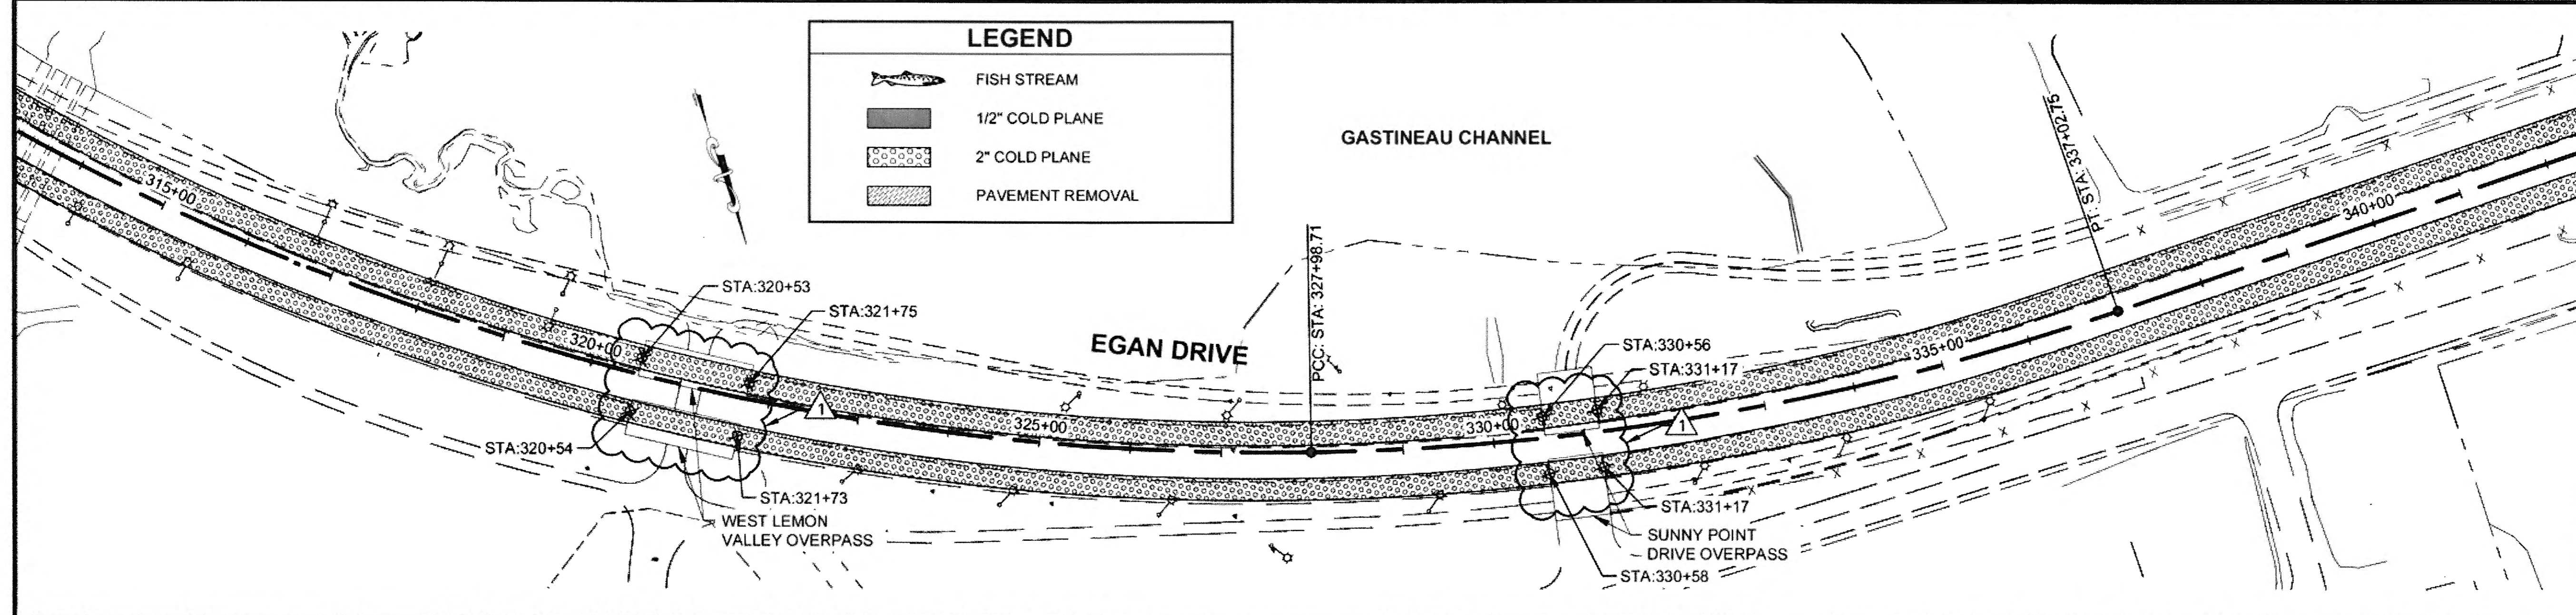 LEGEND
FISH STREAM
1/2" COLD PLANE
2" COLD PLANE
PAVEMENT REMOVAL
GASTINEAU CHANNEL
PT: STA: 337+02.75
315+00
340+00
PCC: STA: 327+98.71
STA:320+53
STA:321+75
EGAN DRIVE
320+00
STA:330+56
335+00
STA:331+17
1
325+00
330+00
1
STA:320+54
STA:321+73
STA:331+17
WEST LEMON
VALLEY OVERPASS
SUNNY POINT
DRIVE OVERPASS
STA:330+58
X
X
X
X
X
X
X
X
X
X
X
X
X
X